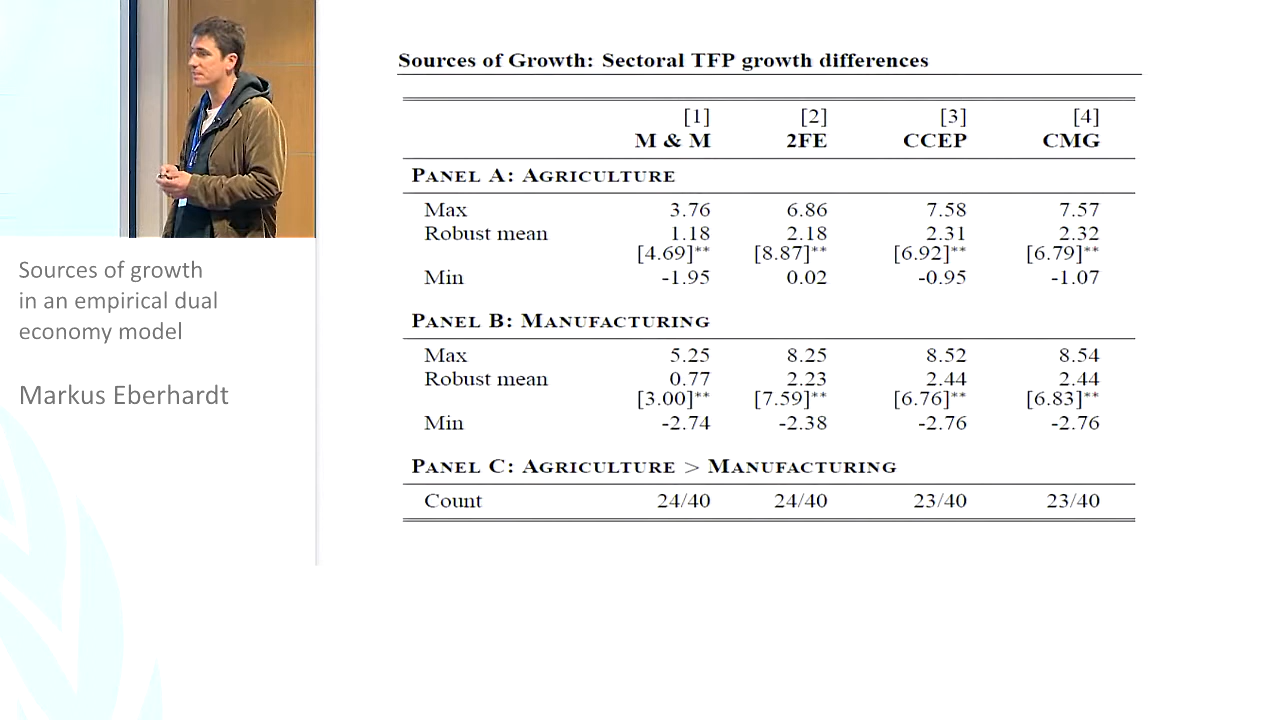 Sources of growth
in an empirical dual
economy model
Markus Eberhardt
Sources of Growth: Sectoral TFP growth differences
[1] [2] [3] [4]
M & M 2FE CCEP CMG
PANEL A: AGRICULTURE
Max 3.76 6.86 7.58 7.57
Robust mean 1.18 2.18 2.31 2.32
[4.69]** [8.87]** [6.92]** [6.79]**
Min -1.95 0.02 -0.95 -1.07
PANEL B: MANUFACTURING
Max 5.25 8.25 8.52 8.54
Robust mean 0.77 2.23 2.44 2.44
[3.00]** [7.59]** [6.76]** [6.83]**
Min -2.74 -2.38 -2.76 -2.76
PANEL C: AGRICULTURE > MANUFACTURING
Count 24/40 24/40 23/40 23/40